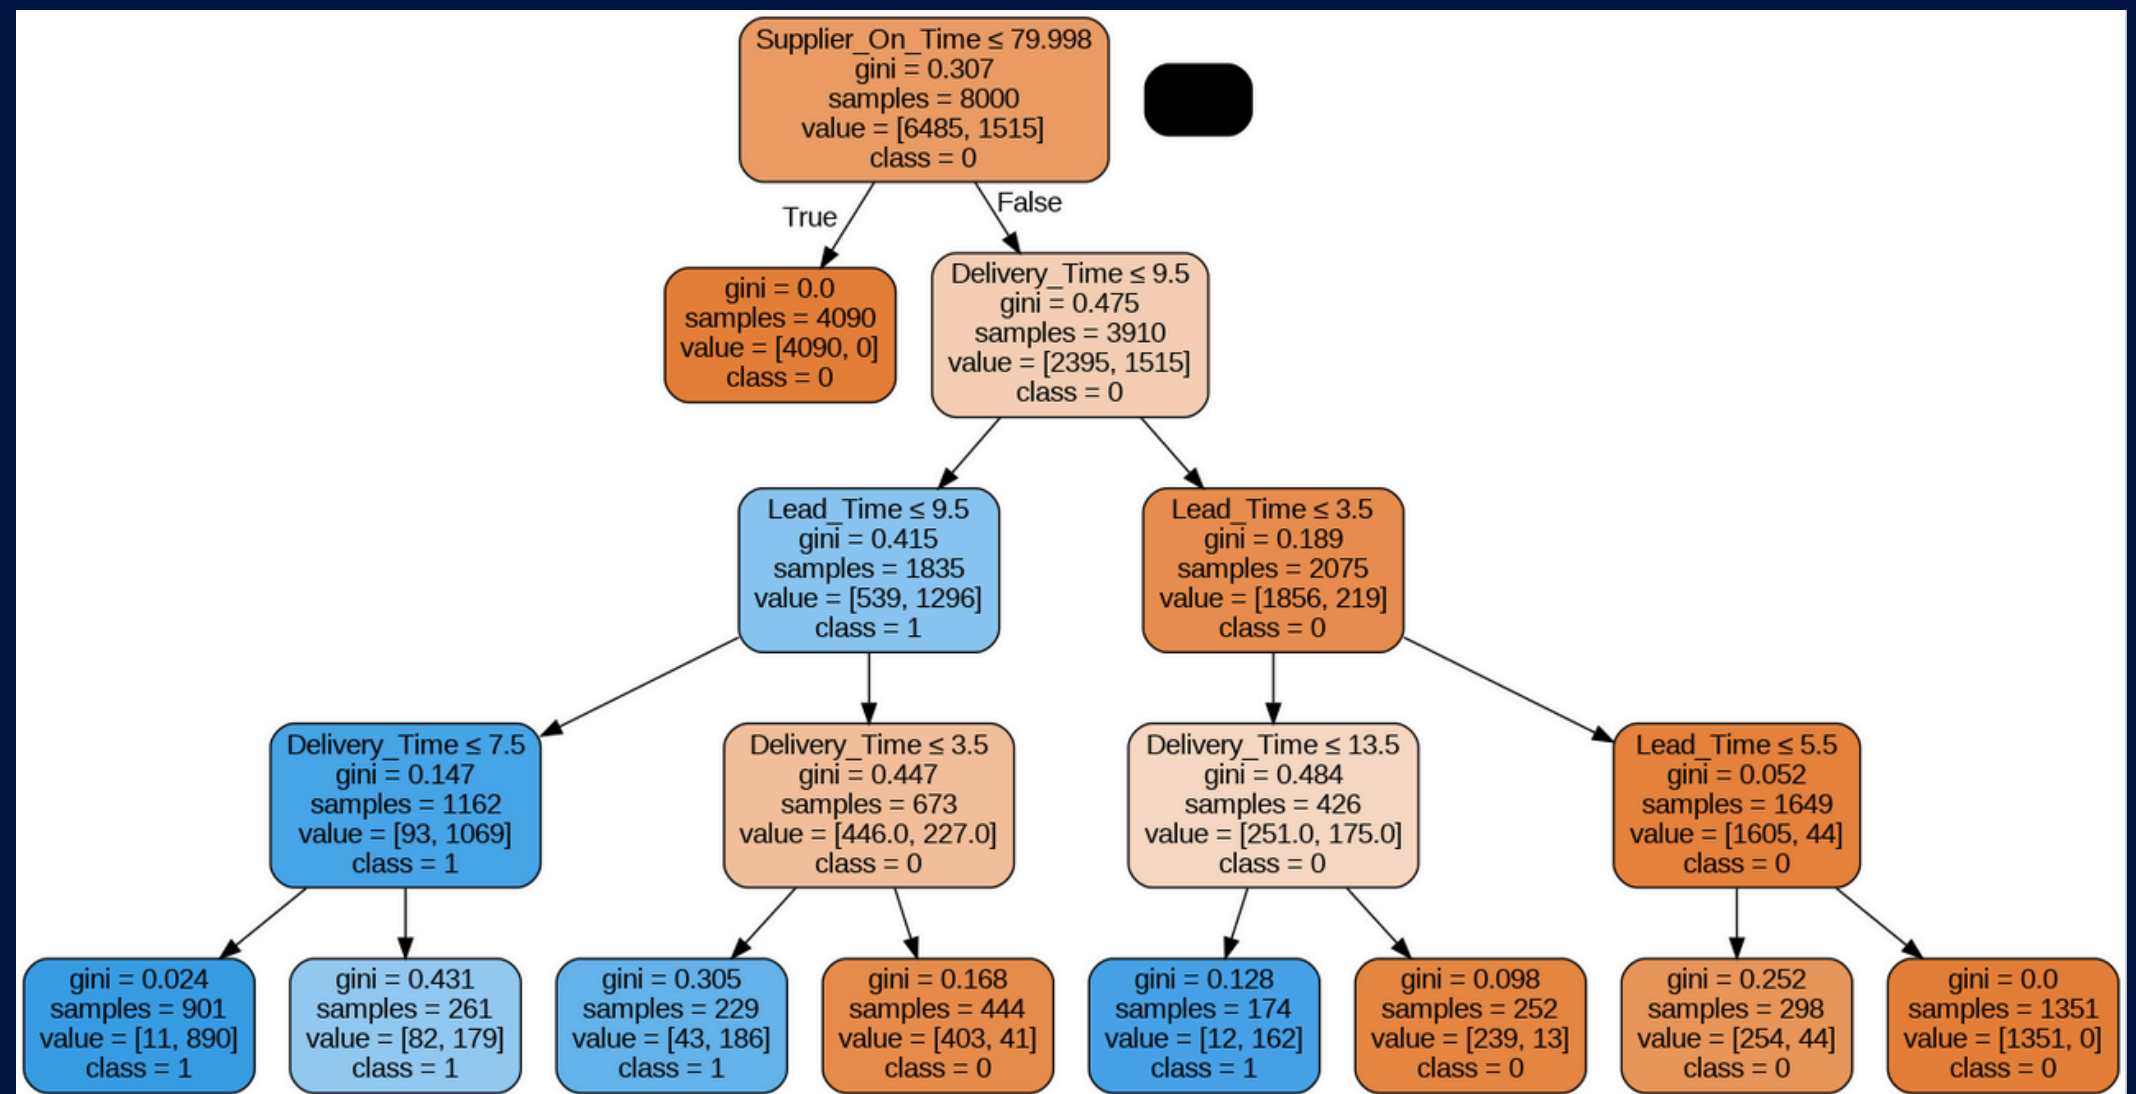 Supplier_On_Time ≤ 79.998
gini = 0.307
samples = 8000
value = [6485, 1515]
class = 0
True
False
gini = 0.0
samples = 4090
value = [4090, 0]
class = 0
Delivery_Time ≤ 9.5
gini = 0.475
samples = 3910
value = [2395, 1515]
class = 0
Lead_Time ≤ 9.5
gini = 0.415
samples = 1835
value = [539, 1296]
class = 1
Lead_Time ≤ 3.5
gini = 0.189
samples = 2075
value = [1856, 219]
class = 0
Delivery_Time ≤ 7.5
gini = 0.147
samples = 1162
value = [93, 1069]
class = 1
Delivery_Time ≤ 3.5
gini = 0.447
samples = 673
value = [446.0, 227.0]
class = 0
Delivery_Time ≤ 13.5
gini = 0.484
samples = 426
value = [251.0, 175.0]
class = 0
Lead_Time ≤ 5.5
gini = 0.052
samples = 1649
value = [1605, 44]
class = 0
gini = 0.024
samples = 901
value = [11, 890]
class = 1
gini = 0.431
samples = 261
value = [82, 179]
class = 1
gini = 0.305
samples = 229
value = [43, 186]
class = 1
gini = 0.168
samples = 444
value = [403, 41]
class = 0
gini = 0.128
samples = 174
value = [12, 162]
class = 1
gini = 0.098
samples = 252
value = [239, 13]
class = 0
gini = 0.252
samples = 298
value = [254, 44]
class = 0
gini = 0.0
samples = 1351
value = [1351, 0]
class = 0